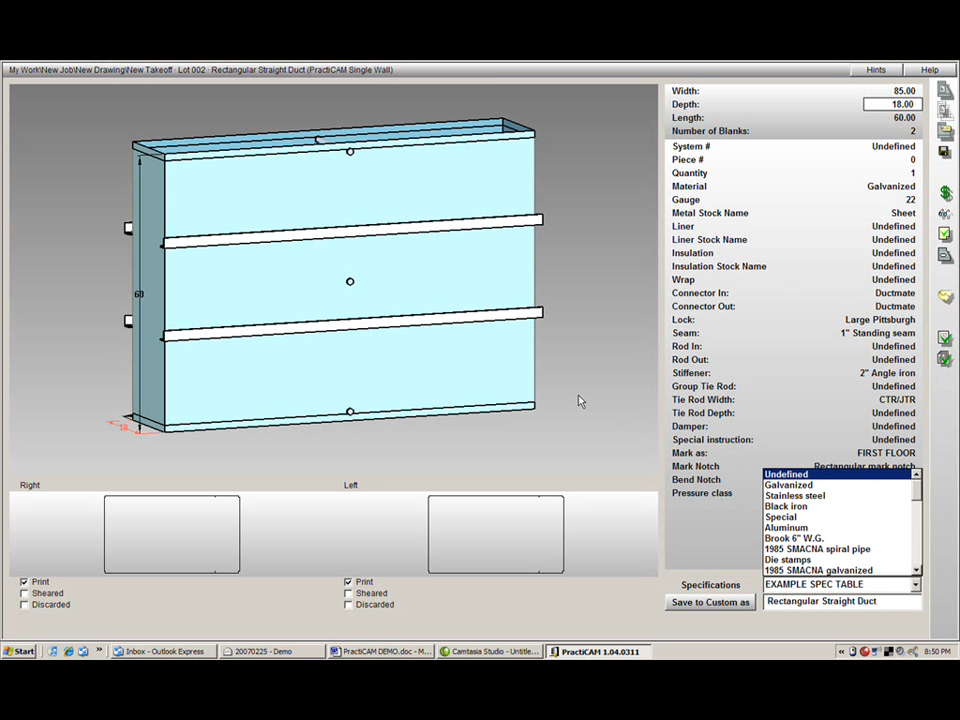 My Work\New Job\New Drawing\New Takeoff - Lot 002 - Rectangular Straight Duct (PractiCAM Single Wall)
Hints
Help
Width: 85.00
Depth: 18.00
Length: 60.00
Number of Blanks: 2
System # Undefined
Piece # 0
Quantity 1
Material Galvanized
Gauge 22
Metal Stock Name Sheet
Liner Undefined
Liner Stock Name Undefined
Insulation Undefined
Insulation Stock Name Undefined
Wrap Undefined
Connector In: Ductmate
Connector Out: Ductmate
Lock: Large Pittsburgh
Seam: 1" Standing seam
Rod In: Undefined
Rod Out: Undefined
Stiffener: 2" Angle iron
Group Tie Rod: Undefined
Tie Rod Width: CTR/JTR
Tie Rod Depth: Undefined
Damper: Undefined
Special instruction: Undefined
Mark as: FIRST FLOOR
Mark Notch Rectangular mark notch
Bend Notch
Pressure class
Undefined
Galvanized
Stainless steel
Black iron
Special
Aluminum
Brook 6" W.G.
1985 SMACNA spiral pipe
Die stamps
1985 SMACNA galvanized
Specifications EXAMPLE SPEC TABLE
Save to Custom as Rectangular Straight Duct
60
18
Right
Left
Print
Sheared
Discarded
Print
Sheared
Discarded
Start
»
Inbox - Outlook Express
20070225 - Demo
PractiCAM DEMO.doc - M...
Camtasia Studio - Untitle...
PractiCAM 1.04.0311
«
8:50 PM